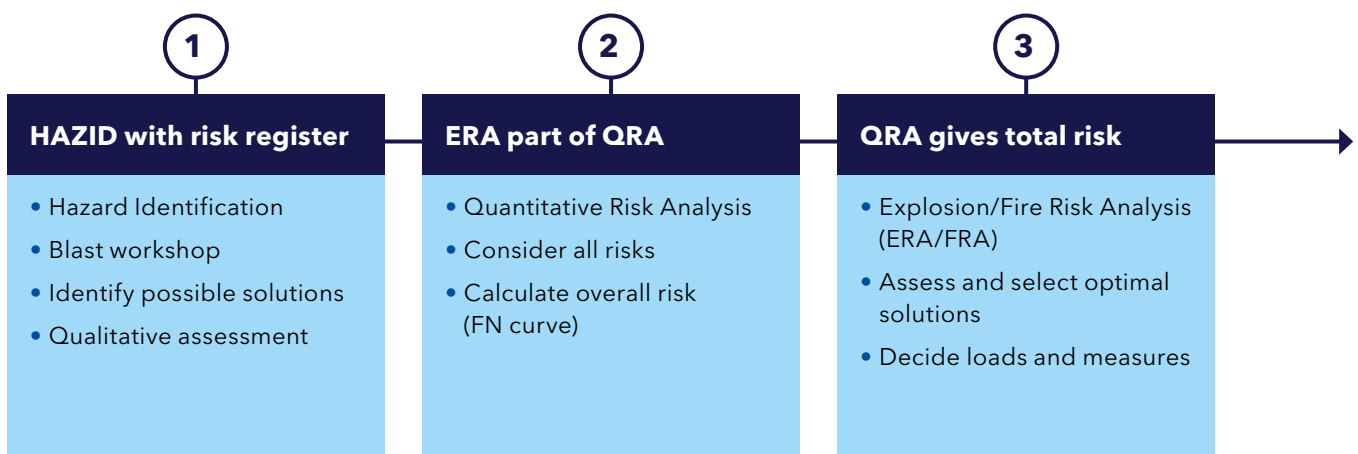 1
HAZID with risk register
• Hazard Identification
• Blast workshop
• Identify possible solutions
• Qualitative assessment
2
ERA part of QRA
• Quantitative Risk Analysis
• Consider all risks
• Calculate overall risk
(FN curve)
3
QRA gives total risk
• Explosion/Fire Risk Analysis
(ERA/FRA)
• Assess and select optimal
solutions
• Decide loads and measures